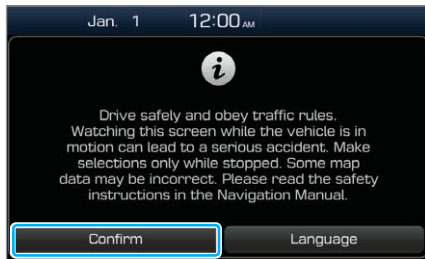 Jan. 1 12:00 AM
i
Drive safely and obey traffic rules.
Watching this screen while the vehicle is in
motion can lead to a serious accident. Make
selections only while stopped. Some map
data may be incorrect. Please read the safety
instructions in the Navigation Manual.
Confirm Language